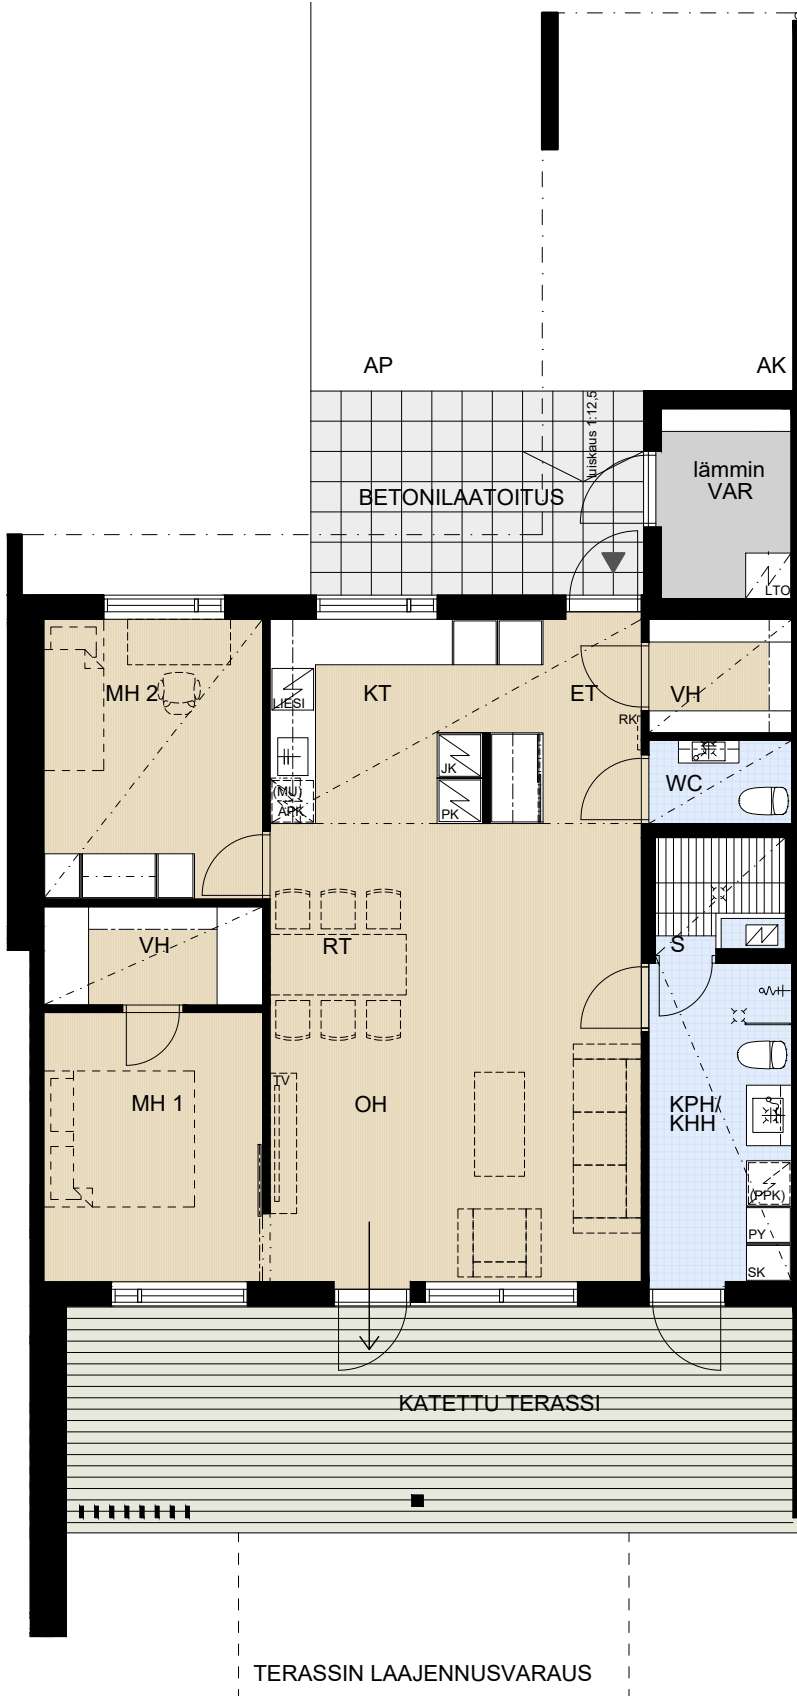 AP
AK
luiskaus 1:12,5
lämmin
VAR
BETONILAATOITUS
LTO
MH 2
LIESI
KT
ET
VH
RK
JK
WC
(MU)
APK
PK
VH
RT
S
TV
MH 1
OH
KPH/
KHH
(PPK)
PY
SK
KATETTU TERASSI
TERASSIN LAAJENNUSVARAUS